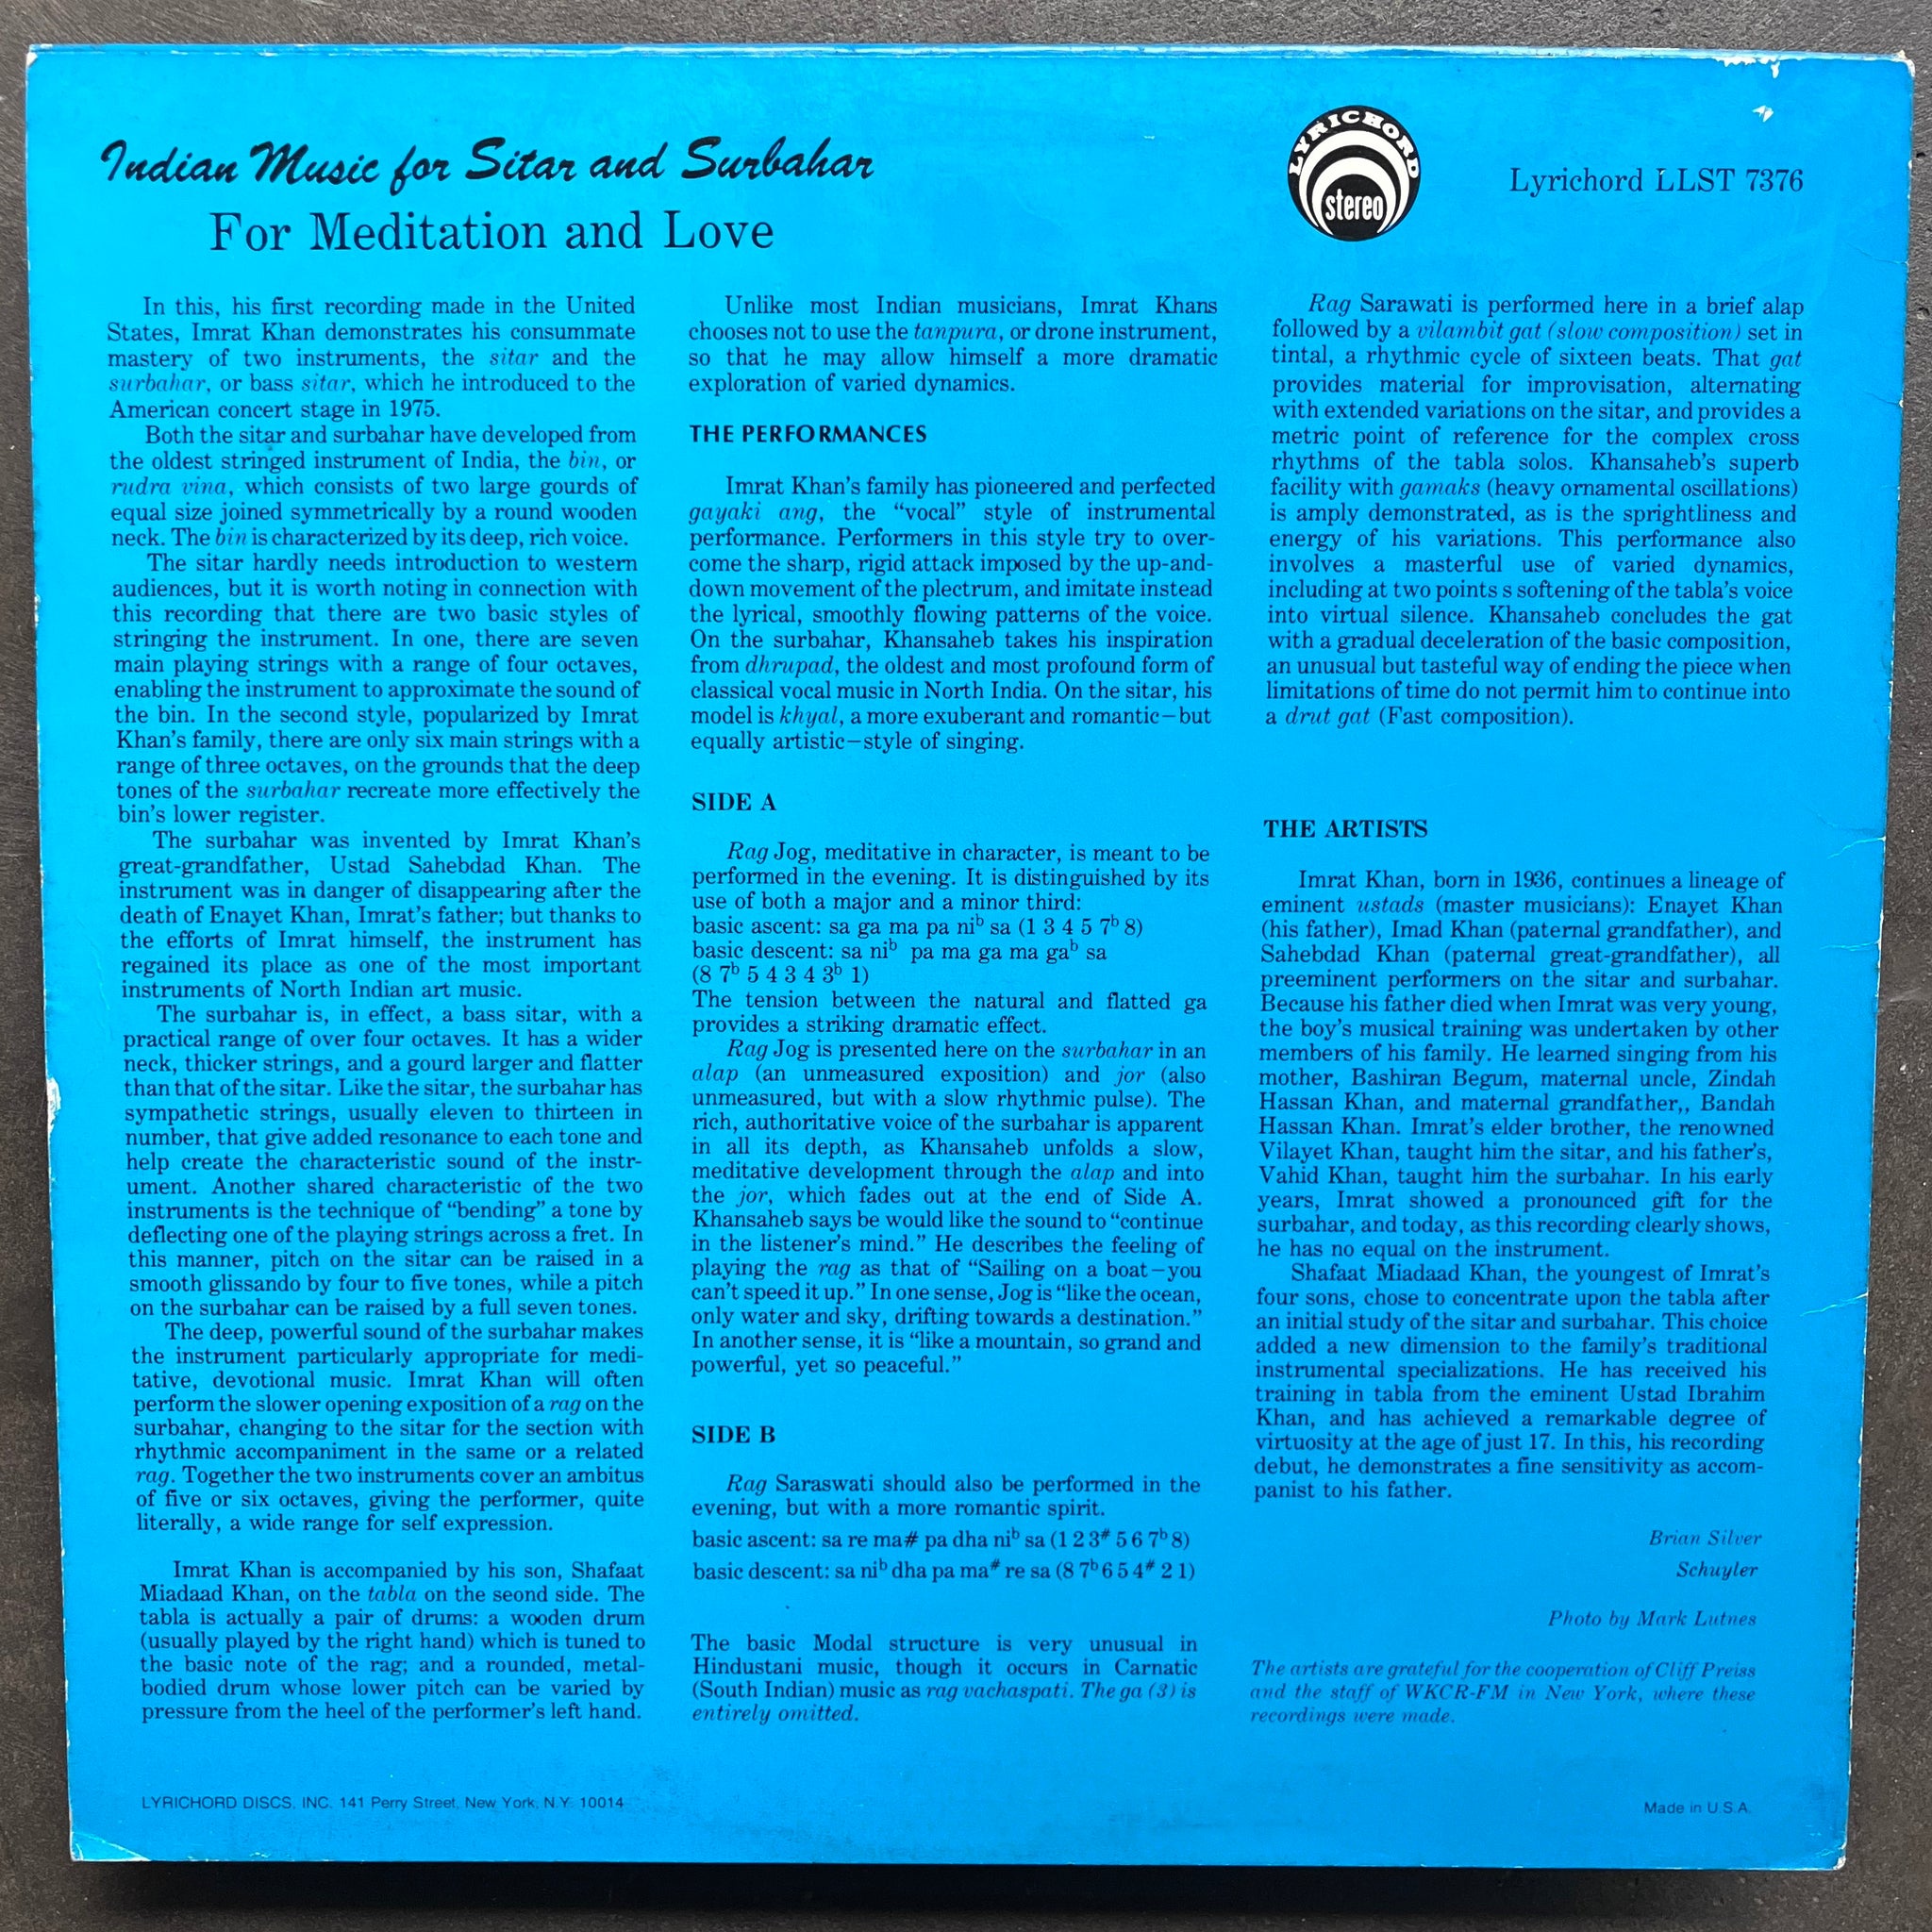 Indian Music for Sitar and Surbahar
For Meditation and Love
LYRICHORD
stereo
Lyrichord LLST 7376
In this, his first recording made in the United
States, Imrat Khan demonstrates his consummate
mastery of two instruments, the sitar and the
surbahar, or bass sitar, which he introduced to the
American concert stage in 1975.
Both the sitar and surbahar have developed from
the oldest stringed instrument of India, the bin, or
rudra vina, which consists of two large gourds of
equal size joined symmetrically by a round wooden
neck. The bin is characterized by its deep, rich voice.
The sitar hardly needs introduction to western
audiences, but it is worth noting in connection with
this recording that there are two basic styles of
stringing the instrument. In one, there are seven
main playing strings with a range of four octaves,
enabling the instrument to approximate the sound of
the bin. In the second style, popularized by Imrat
Khan's family, there are only six main strings with a
range of three octaves, on the grounds that the deep
tones of the surbahar recreate more effectively the
bin's lower register.
The surbahar was invented by Imrat Khan's
great-grandfather, Ustad Sahebdad Khan. The
instrument was in danger of disappearing after the
death of Enayet Khan, Imrat's father; but thanks to
the efforts of Imrat himself, the instrument has
regained its place as one of the most important
instruments of North Indian art music.
The surbahar is, in effect, a bass sitar, with a
practical range of over four octaves. It has a wider
neck, thicker strings, and a gourd larger and flatter
than that of the sitar. Like the sitar, the surbahar has
sympathetic strings, usually eleven to thirteen in
number, that give added resonance to each tone and
help create the characteristic sound of the instr-
ument. Another shared characteristic of the two
instruments is the technique of “bending” a tone by
deflecting one of the playing strings across a fret. In
this manner, pitch on the sitar can be raised in a
smooth glissando by four to five tones, while a pitch
on the surbahar can be raised by a full seven tones.
The deep, powerful sound of the surbahar makes
the instrument particularly appropriate for medi-
tative, devotional music. Imrat Khan will often
perform the slower opening exposition of a rag on the
surbahar, changing to the sitar for the section with
rhythmic accompaniment in the same or a related
rag. Together the two instruments cover an ambitus
of five or six octaves, giving the performer, quite
literally, a wide range for self expression.
Imrat Khan is accompanied by his son, Shafaat
Miadaad Khan, on the tabla on the seond side. The
tabla is actually a pair of drums: a wooden drum
(usually played by the right hand) which is tuned to
the basic note of the rag; and a rounded, metal-
bodied drum whose lower pitch can be varied by
pressure from the heel of the performer's left hand.
Unlike most Indian musicians, Imrat Khans
chooses not to use the tanpura, or drone instrument,
so that he may allow himself a more dramatic
exploration of varied dynamics.
THE PERFORMANCES
Imrat Khan's family has pioneered and perfected
gayaki ang, the “vocal” style of instrumental
performance. Performers in this style try to over-
come the sharp, rigid attack imposed by the up-and-
down movement of the plectrum, and imitate instead
the lyrical, smoothly flowing patterns of the voice.
On the surbahar, Khansaheb takes his inspiration
from dhrupad, the oldest and most profound form of
classical vocal music in North India. On the sitar, his
model is khyal, a more exuberant and romantic—but
equally artistic—style of singing.
SIDE A
Rag Jog, meditative in character, is meant to be
performed in the evening. It is distinguished by its
use of both a major and a minor third:
basic ascent: sa ga ma pa niᵇ sa (1 3 4 5 7ᵇ 8)
basic descent: sa niᵇ pa ma ga ma gaᵇ sa
(8 7ᵇ 5 4 3 4 3ᵇ 1)
The tension between the natural and flatted ga
provides a striking dramatic effect.
Rag Jog is presented here on the surbahar in an
alap (an unmeasured exposition) and jor (also
unmeasured, but with a slow rhythmic pulse). The
rich, authoritative voice of the surbahar is apparent
in all its depth, as Khansaheb unfolds a slow,
meditative development through the alap and into
the jor, which fades out at the end of Side A.
Khansaheb says be would like the sound to “continue
in the listener's mind.” He describes the feeling of
playing the rag as that of “Sailing on a boat—you
can't speed it up.” In one sense, Jog is “like the ocean,
only water and sky, drifting towards a destination.”
In another sense, it is “like a mountain, so grand and
powerful, yet so peaceful.”
SIDE B
Rag Saraswati should also be performed in the
evening, but with a more romantic spirit.
basic ascent: sa re ma# pa dha niᵇ sa (1 2 3# 5 6 7ᵇ 8)
basic descent: sa niᵇ dha pa ma# re sa (8 7ᵇ 6 5 4# 2 1)
The basic Modal structure is very unusual in
Hindustani music, though it occurs in Carnatic
(South Indian) music as rag vachaspati. The ga (3) is
entirely omitted.
Rag Sarawati is performed here in a brief alap
followed by a vilambit gat (slow composition) set in
tintal, a rhythmic cycle of sixteen beats. That gat
provides material for improvisation, alternating
with extended variations on the sitar, and provides a
metric point of reference for the complex cross
rhythms of the tabla solos. Khansaheb's superb
facility with gamaks (heavy ornamental oscillations)
is amply demonstrated, as is the sprightliness and
energy of his variations. This performance also
involves a masterful use of varied dynamics,
including at two points s softening of the tabla's voice
into virtual silence. Khansaheb concludes the gat
with a gradual deceleration of the basic composition,
an unusual but tasteful way of ending the piece when
limitations of time do not permit him to continue into
a drut gat (Fast composition).
THE ARTISTS
Imrat Khan, born in 1936, continues a lineage of
eminent ustads (master musicians): Enayet Khan
(his father), Imad Khan (paternal grandfather), and
Sahebdad Khan (paternal great-grandfather), all
preeminent performers on the sitar and surbahar.
Because his father died when Imrat was very young,
the boy's musical training was undertaken by other
members of his family. He learned singing from his
mother, Bashiran Begum, maternal uncle, Zindah
Hassan Khan, and maternal grandfather,, Bandah
Hassan Khan. Imrat's elder brother, the renowned
Vilayet Khan, taught him the sitar, and his father's,
Vahid Khan, taught him the surbahar. In his early
years, Imrat showed a pronounced gift for the
surbahar, and today, as this recording clearly shows,
he has no equal on the instrument.
Shafaat Miadaad Khan, the youngest of Imrat's
four sons, chose to concentrate upon the tabla after
an initial study of the sitar and surbahar. This choice
added a new dimension to the family's traditional
instrumental specializations. He has received his
training in tabla from the eminent Ustad Ibrahim
Khan, and has achieved a remarkable degree of
virtuosity at the age of just 17. In this, his recording
debut, he demonstrates a fine sensitivity as accom-
panist to his father.
Brian Silver
Schuyler
Photo by Mark Lutnes
The artists are grateful for the cooperation of Cliff Preiss
and the staff of WKCR-FM in New York, where these
recordings were made.
LYRICHORD DISCS, INC. 141 Perry Street, New York, N.Y. 10014
Made in U.S.A.